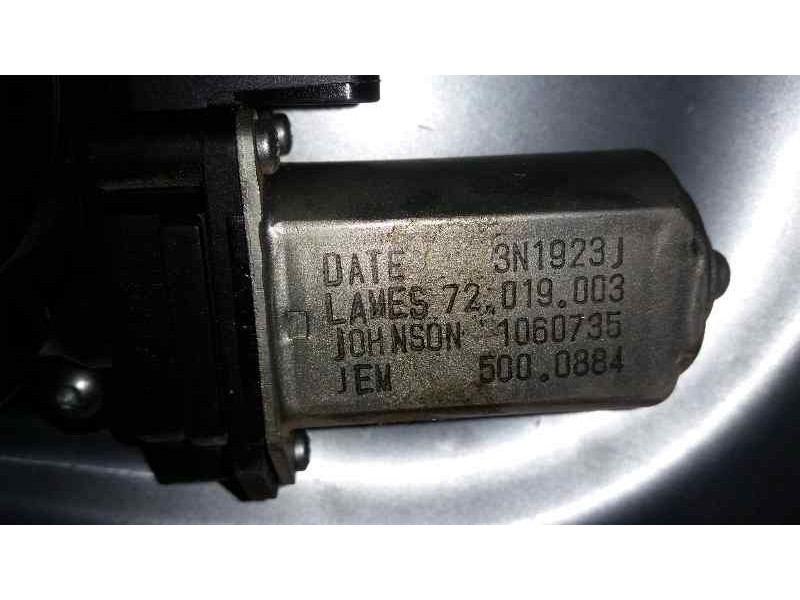 DATE 3N1923J
LAMES 72.019.003
JOHNSON 1060735
JEM 500.0884